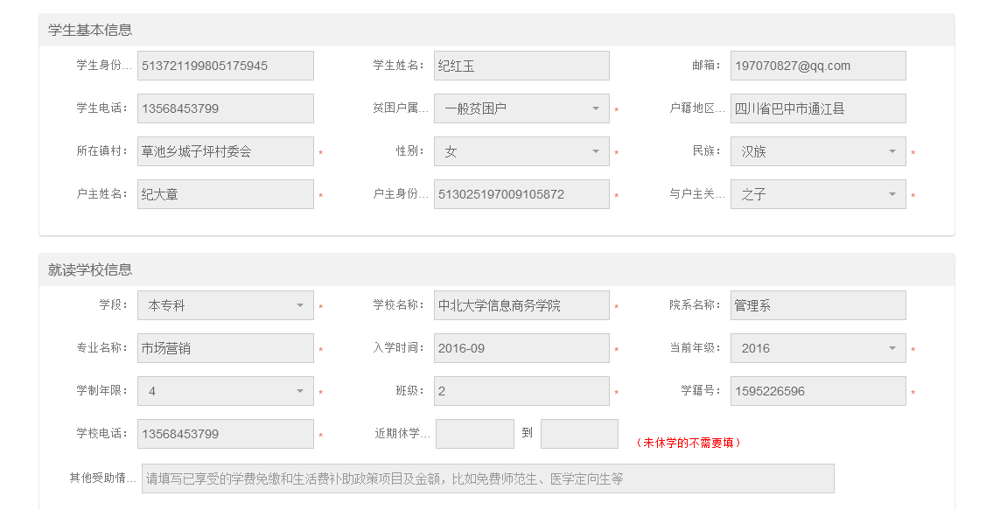 学生基本信息
学生身份... 513721199805175945 学生姓名： 纪红玉 邮箱： 197070827@qq.com
学生电话： 13568453799 贫困户属... 一般贫困户 * 户籍地区... 四川省巴中市通江县
所在镇村： 草池乡城子坪村委会 * 性别： 女 * 民族： 汉族 *
户主姓名： 纪大章 * 户主身份... 513025197009105872 * 与户主关... 之子 *
就读学校信息
学段： 本专科 * 学校名称： 中北大学信息商务学院 * 院系名称： 管理系
专业名称： 市场营销 * 入学时间： 2016-09 * 当前年级： 2016 *
学制年限： 4 * 班级： 2 * 学籍号： 1595226596 *
学校电话： 13568453799 * 近期休学... 到 （未休学的不需要填）
其他受助情... 请填写已享受的学费免缴和生活费补助政策项目及金额，比如免费师范生、医学定向生等